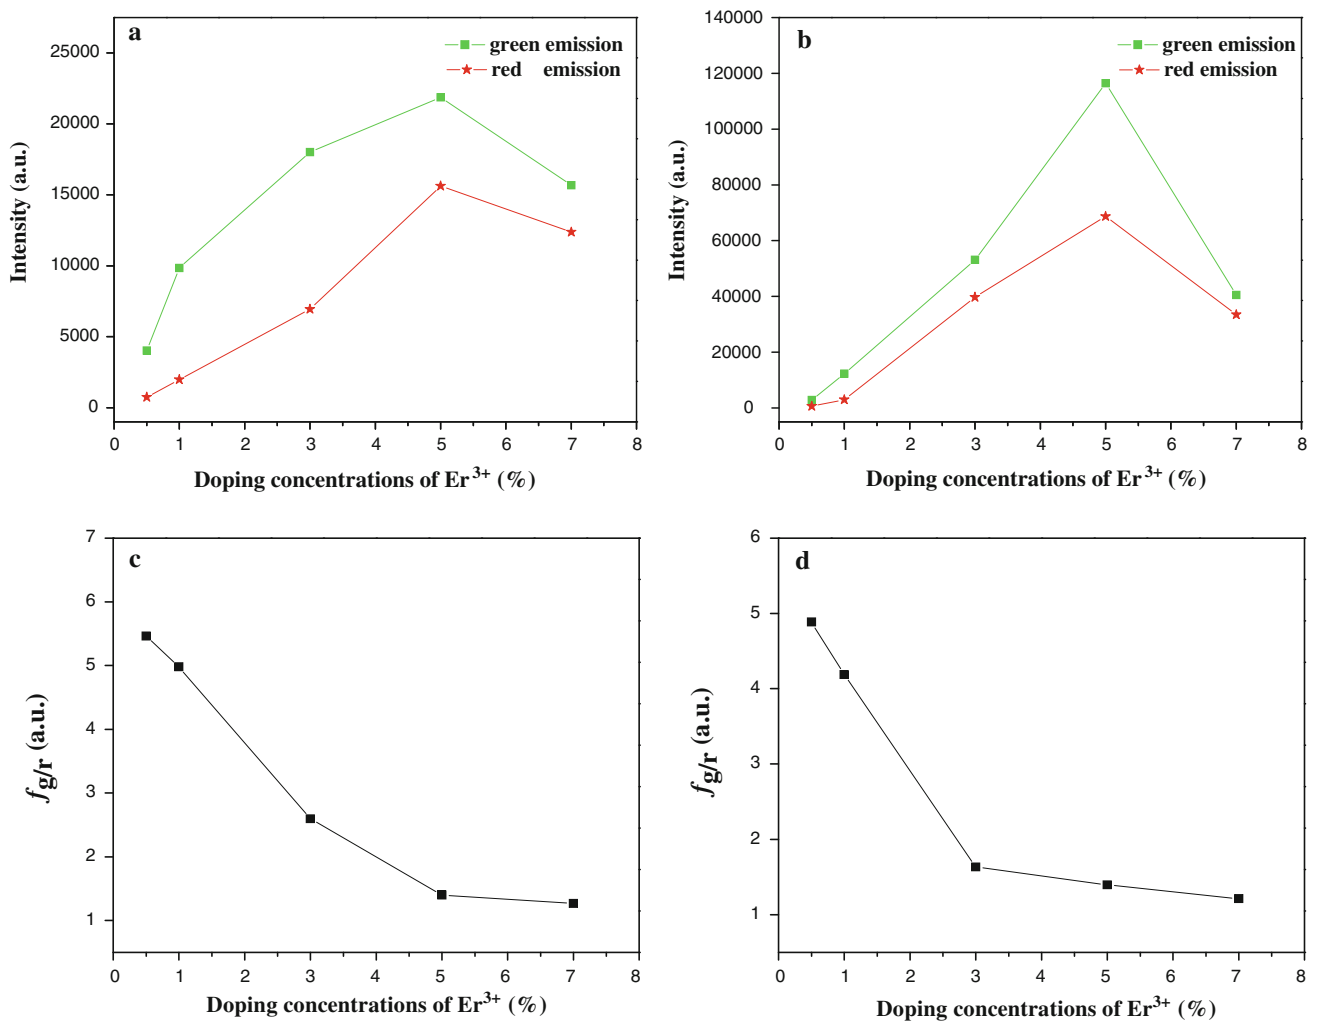 a
green emission
red emission
25000
20000
15000
10000
5000
0
Intensity (a.u.)
0 1 2 3 4 5 6 7 8
Doping concentrations of Er3+ (%)
b
green emission
red emission
140000
120000
100000
80000
60000
40000
20000
0
Intensity (a.u.)
0 1 2 3 4 5 6 7 8
Doping concentrations of Er3+ (%)
c
7
6
5
4
3
2
1
fg/r (a.u.)
0 1 2 3 4 5 6 7 8
Doping concentrations of Er3+ (%)
d
6
5
4
3
2
1
fg/r (a.u.)
0 1 2 3 4 5 6 7 8
Doping concentrations of Er3+ (%)